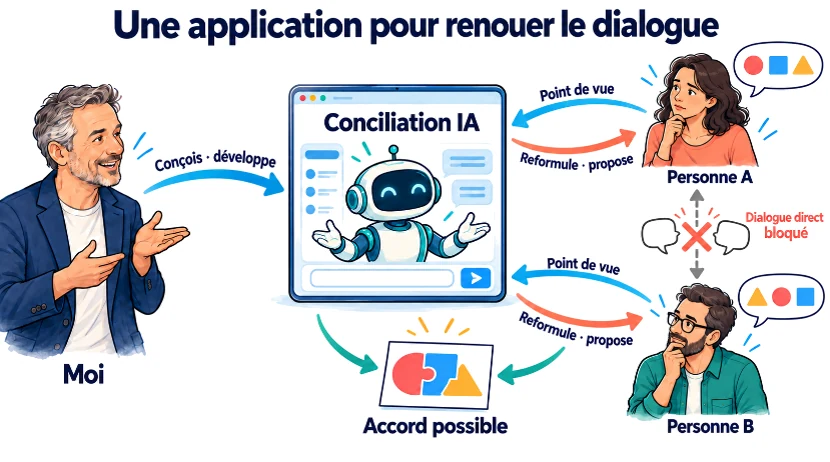 Une application pour renouer le dialogue
Conçois · développe
Moi
Conciliation IA
Point de vue
Reformule · propose
Personne A
Dialogue direct
bloqué
Point de vue
Reformule · propose
Personne B
Accord possible